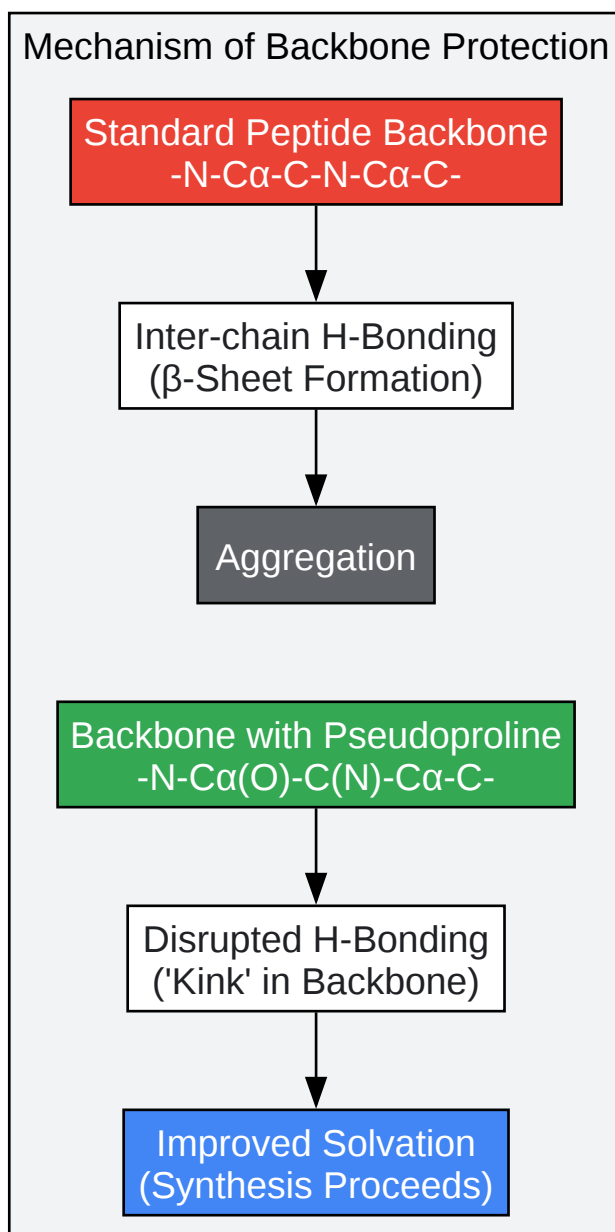 Mechanism of Backbone Protection
Standard Peptide Backbone
-N-Cα-C-N-Cα-C-
Inter-chain H-Bonding
(β-Sheet Formation)
Aggregation
Backbone with Pseudoproline
-N-Cα(O)-C(N)-Cα-C-
Disrupted H-Bonding
('Kink' in Backbone)
Improved Solvation
(Synthesis Proceeds)